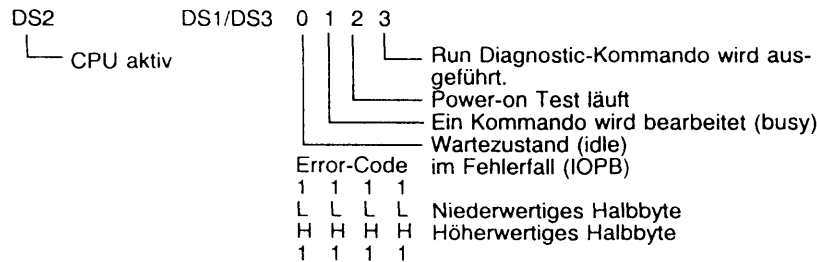 DS2 DS1/DS3 0 1 2 3
CPU aktiv
Run Diagnostic-Kommando wird aus-
geführt.
Power-on Test läuft
Ein Kommando wird bearbeitet (busy)
Wartezustand (idle)
Error-Code im Fehlerfall (IOPB)
1 1 1 1
L L L L Niederwertiges Halbbyte
H H H H Höherwertiges Halbbyte
1 1 1 1